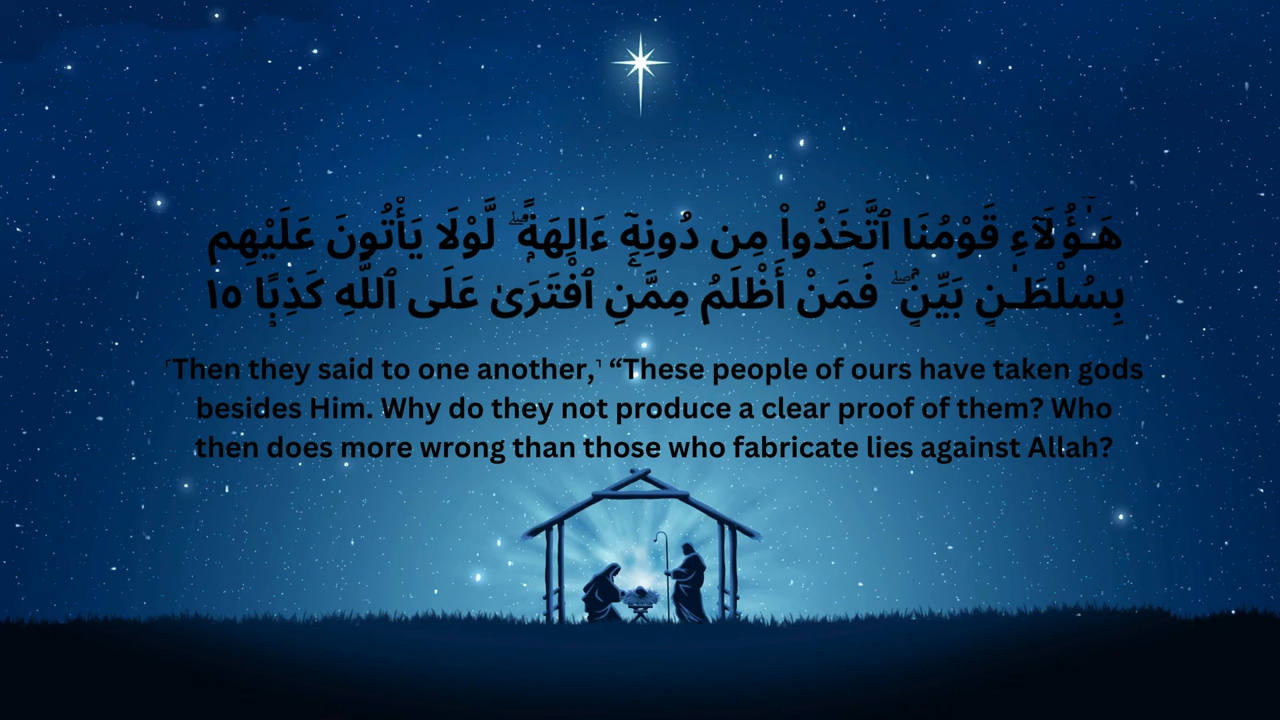 هَـٰٓؤُلَآءِ قَوْمُنَا ٱتَّخَذُوا۟ مِن دُونِهِۦٓ ءَالِهَةًۭ ۖ لَّوْلَا يَأْتُونَ عَلَيْهِم
بِسُلْطَـٰنٍۭ بَيِّنٍۢ ۖ فَمَنْ أَظْلَمُ مِمَّنِ ٱفْتَرَىٰ عَلَى ٱللَّهِ كَذِبًۭا ١٥
˹Then they said to one another,˺ “These people of ours have taken gods
besides Him. Why do they not produce a clear proof of them? Who
then does more wrong than those who fabricate lies against Allah?